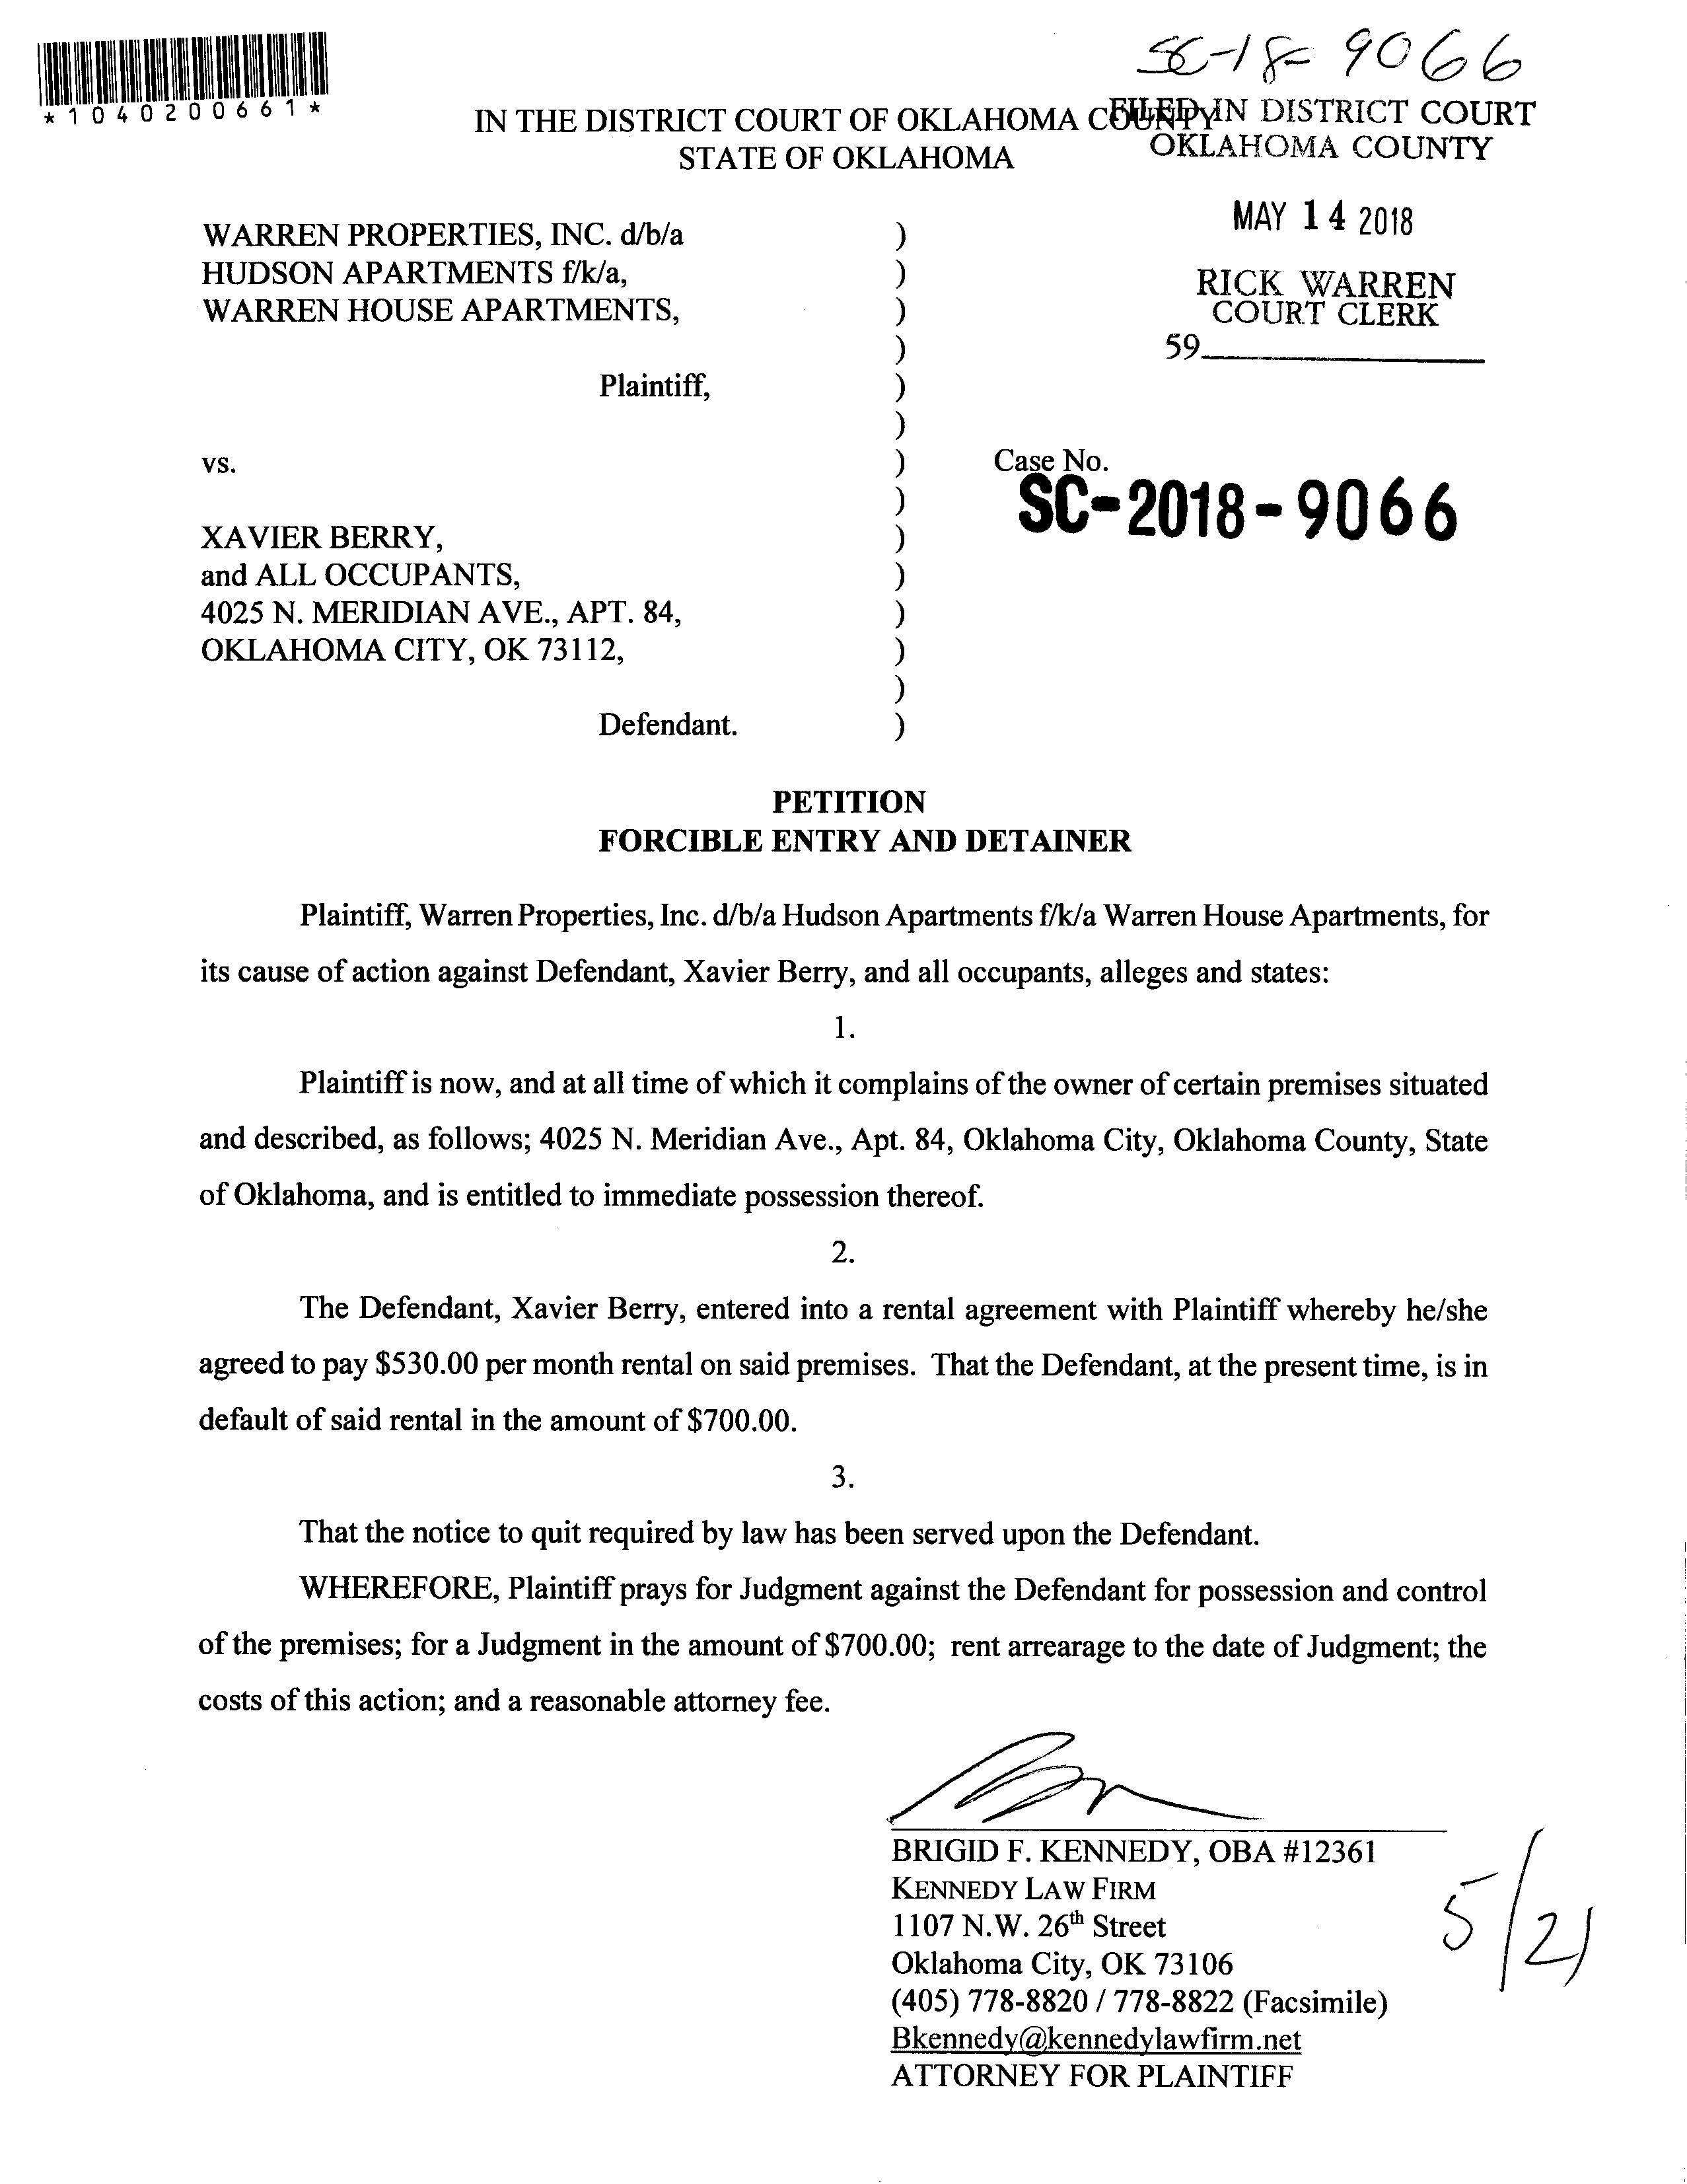 SC-18-9066
*1040200661*
IN THE DISTRICT COURT OF OKLAHOMA COUNTY
STATE OF OKLAHOMA
FILED IN DISTRICT COURT
OKLAHOMA COUNTY
MAY 14 2018
RICK WARREN
COURT CLERK
59
WARREN PROPERTIES, INC. d/b/a )
HUDSON APARTMENTS f/k/a, )
WARREN HOUSE APARTMENTS, )
)
Plaintiff, )
)
vs. ) Case No.
) SC-2018-9066
XAVIER BERRY, )
and ALL OCCUPANTS, )
4025 N. MERIDIAN AVE., APT. 84, )
OKLAHOMA CITY, OK 73112, )
)
Defendant. )
PETITION
FORCIBLE ENTRY AND DETAINER
Plaintiff, Warren Properties, Inc. d/b/a Hudson Apartments f/k/a Warren House Apartments, for
its cause of action against Defendant, Xavier Berry, and all occupants, alleges and states:
1.
Plaintiff is now, and at all time of which it complains of the owner of certain premises situated
and described, as follows; 4025 N. Meridian Ave., Apt. 84, Oklahoma City, Oklahoma County, State
of Oklahoma, and is entitled to immediate possession thereof.
2.
The Defendant, Xavier Berry, entered into a rental agreement with Plaintiff whereby he/she
agreed to pay $530.00 per month rental on said premises. That the Defendant, at the present time, is in
default of said rental in the amount of $700.00.
3.
That the notice to quit required by law has been served upon the Defendant.
WHEREFORE, Plaintiff prays for Judgment against the Defendant for possession and control
of the premises; for a Judgment in the amount of $700.00; rent arrearage to the date of Judgment; the
costs of this action; and a reasonable attorney fee.
BRIGID F. KENNEDY, OBA #12361
KENNEDY LAW FIRM
1107 N.W. 26th Street
Oklahoma City, OK 73106
(405) 778-8820 / 778-8822 (Facsimile)
Bkennedy@kennedylawfirm.net
ATTORNEY FOR PLAINTIFF
5/21